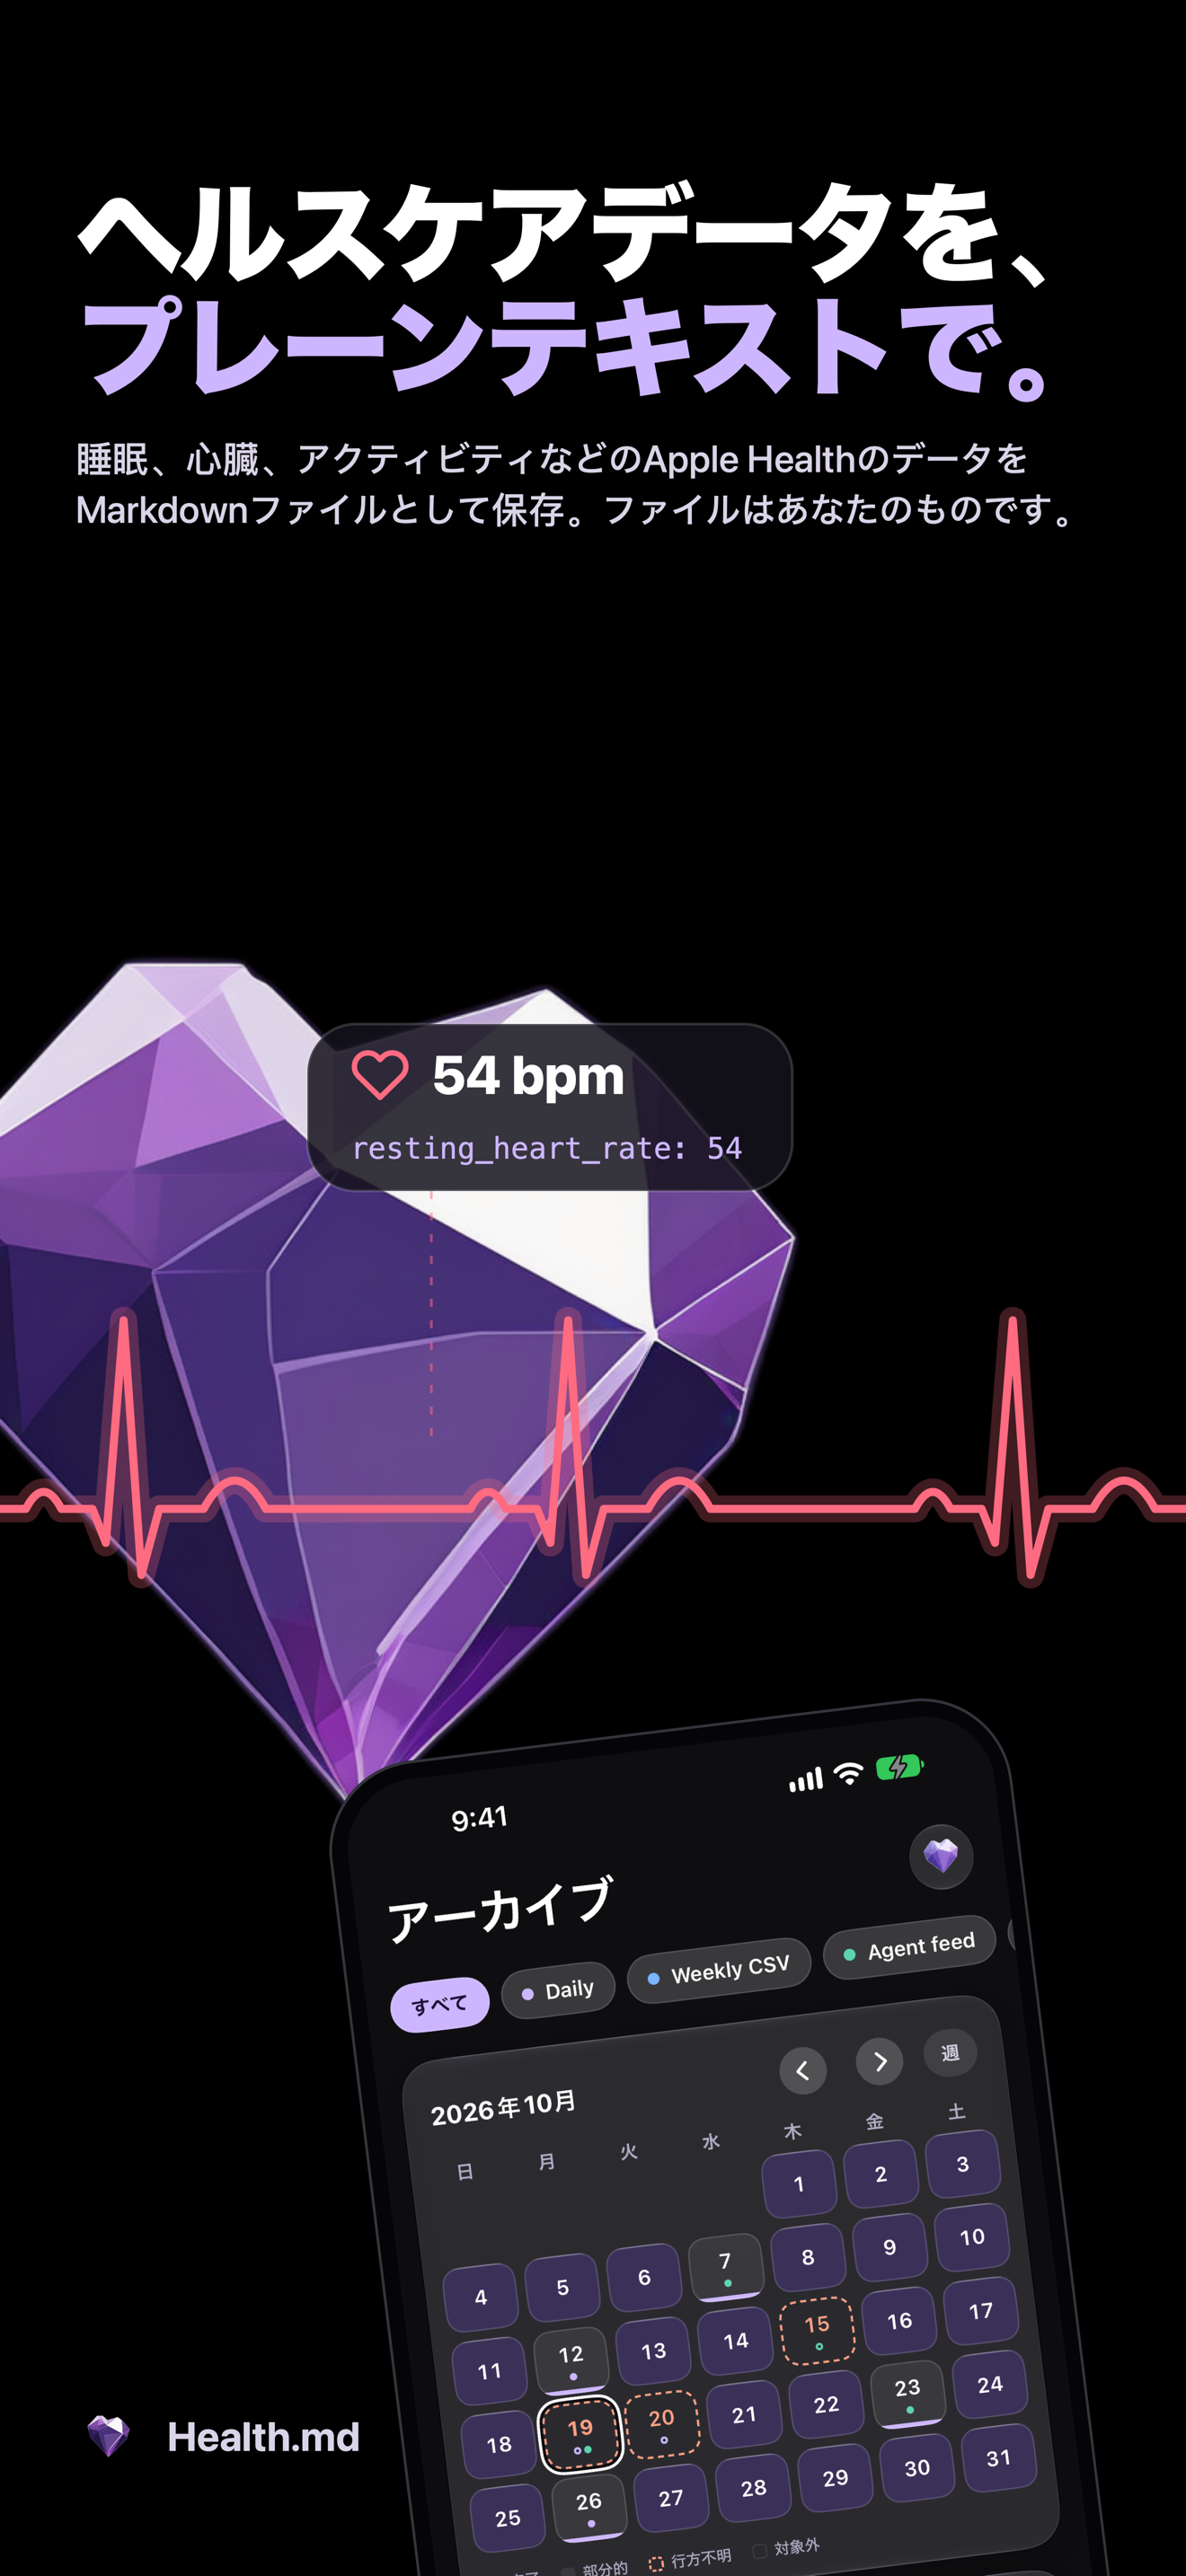 ヘルスケアデータを、
プレーンテキストで。
睡眠、心臓、アクティビティなどのApple Healthのデータを
Markdownファイルとして保存。ファイルはあなたのものです。
54 bpm
resting_heart_rate: 54
9:41
アーカイブ
すべて Daily Weekly CSV Agent feed
2026年10月 週
日 月 火 水 木 金 土
1 2 3
4 5 6 7 8 9 10
11 12 13 14 15 16 17
18 19 20 21 22 23 24
25 26 27 28 29 30 31
部分的 行方不明 対象外
Health.md